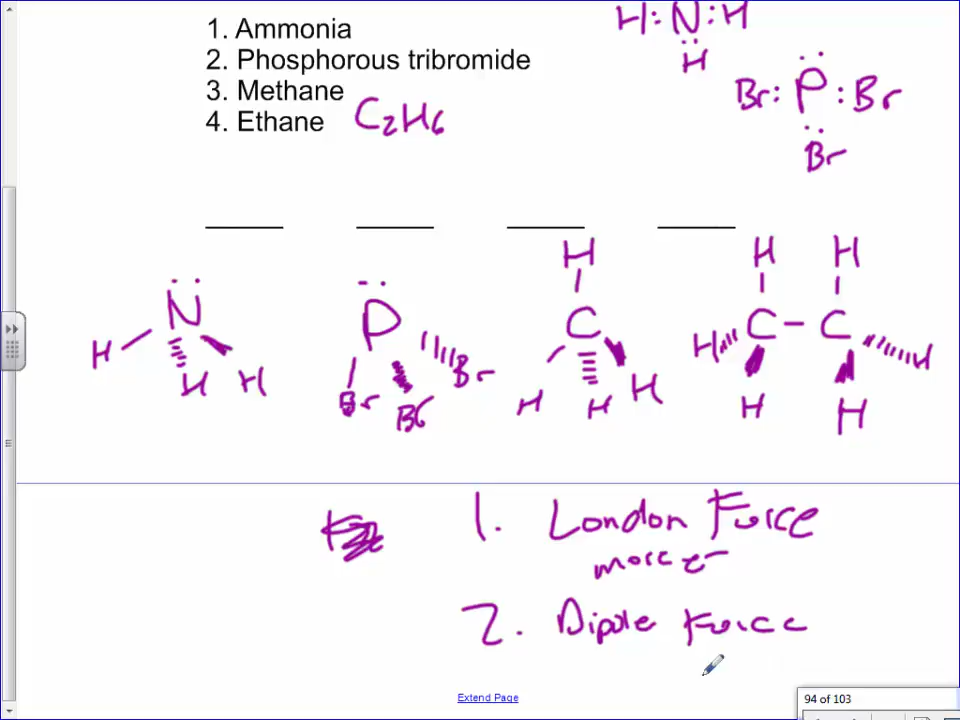 1. Ammonia
2. Phosphorous tribromide
3. Methane
4. Ethane C2H6
H : N : H
H
Br : P : Br
Br
H
H H
N P C C - C
H H H
Br Br Br
H H H
H H
H H
1. London Force
more e-
2. Dipole Force
Extend Page
94 of 103